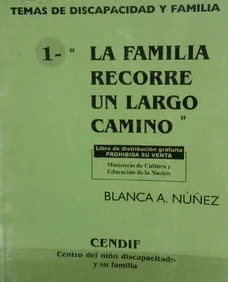 TEMAS DE DISCAPACIDAD Y FAMILIA
1- “ LA FAMILIA
RECORRE
UN LARGO
CAMINO ”
Libro de distribución gratuita
PROHIBIDA SU VENTA
Ministerio de Cultura y
Educación de la Nación
BLANCA A. NÚÑEZ
CENDIF
Centro del niño discapacitado
y su familia